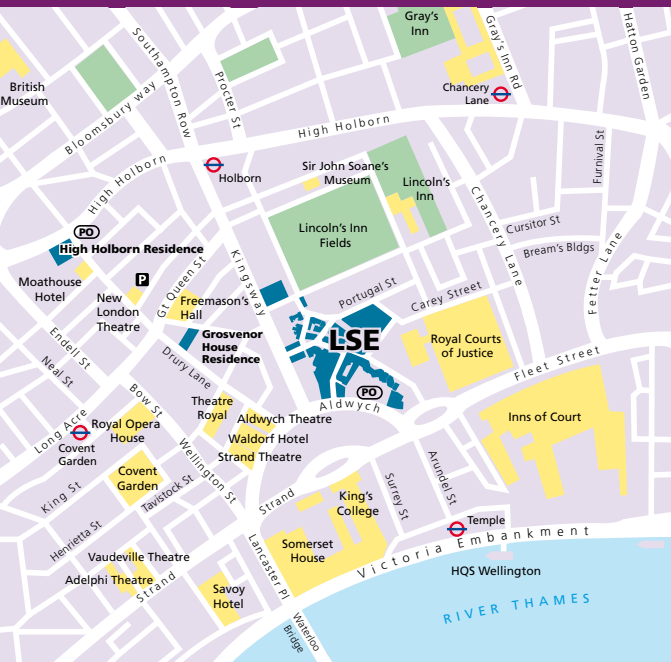 Gray's
Inn
Gray's Inn Rd
Hatton Garden
Southampton Row
British
Museum
Procter St
Chancery
Lane
Bloomsbury way
High Holborn
Furnival St
High Holborn
Holborn
Sir John Soane's
Museum
Lincoln's
Inn
Chancery Lane
Cursitor St
Lincoln's Inn
Fields
PO
High Holborn Residence
Bream's Bldgs
Fetter Lane
Kingsway
Moathouse
Hotel
P
Gt Queen St
Portugal St
Carey Street
New
London
Theatre
Freemason's
Hall
Grosvenor
House
Residence
LSE
Royal Courts
of Justice
Endell St
Neal St
Drury Lane
Fleet Street
PO
Bow St
Aldwych
Theatre
Royal
Long Acre
Royal Opera
House
Aldwych Theatre
Waldorf Hotel
Strand Theatre
Inns of Court
Covent
Garden
Wellington St
Covent
Garden
King St
Tavistock St
Strand
King's
College
Surrey St
Arundel St
Henrietta St
Temple
Vaudeville Theatre
Adelphi Theatre
Strand
Lancaster Pl
Somerset
House
Victoria Embankment
HQS Wellington
Savoy
Hotel
RIVER THAMES
Waterloo
Bridge